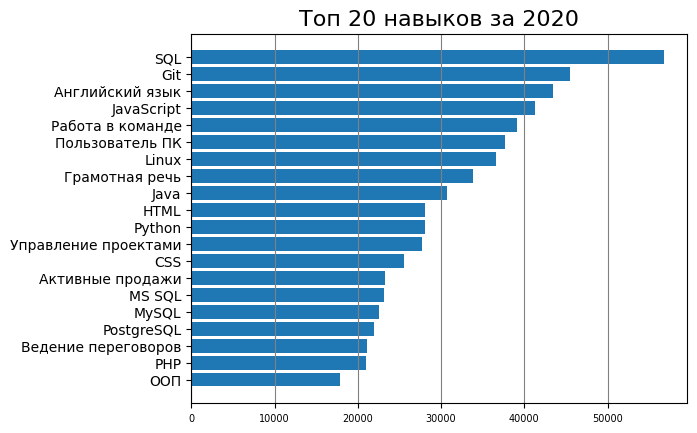 Топ 20 навыков за 2020
SQL
Git
Английский язык
JavaScript
Работа в команде
Пользователь ПК
Linux
Грамотная речь
Java
HTML
Python
Управление проектами
CSS
Активные продажи
MS SQL
MySQL
PostgreSQL
Ведение переговоров
PHP
ООП
0 10000 20000 30000 40000 50000